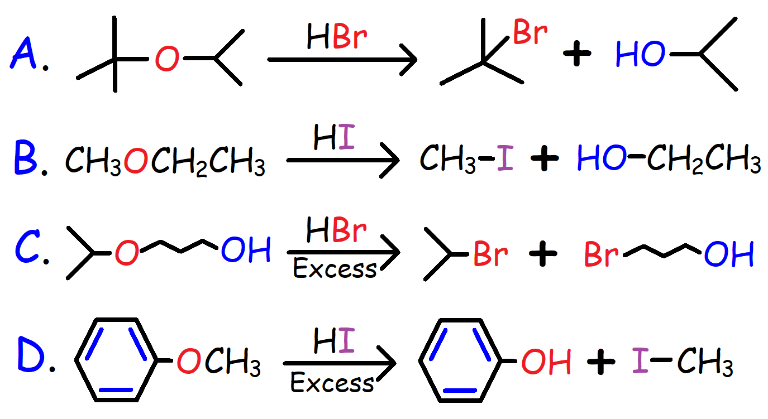 A. O HBr Br + HO
B. CH3OCH2CH3 HI CH3-I + HO-CH2CH3
C. O OH HBr Excess Br + Br OH
D. OCH3 HI Excess OH + I-CH3